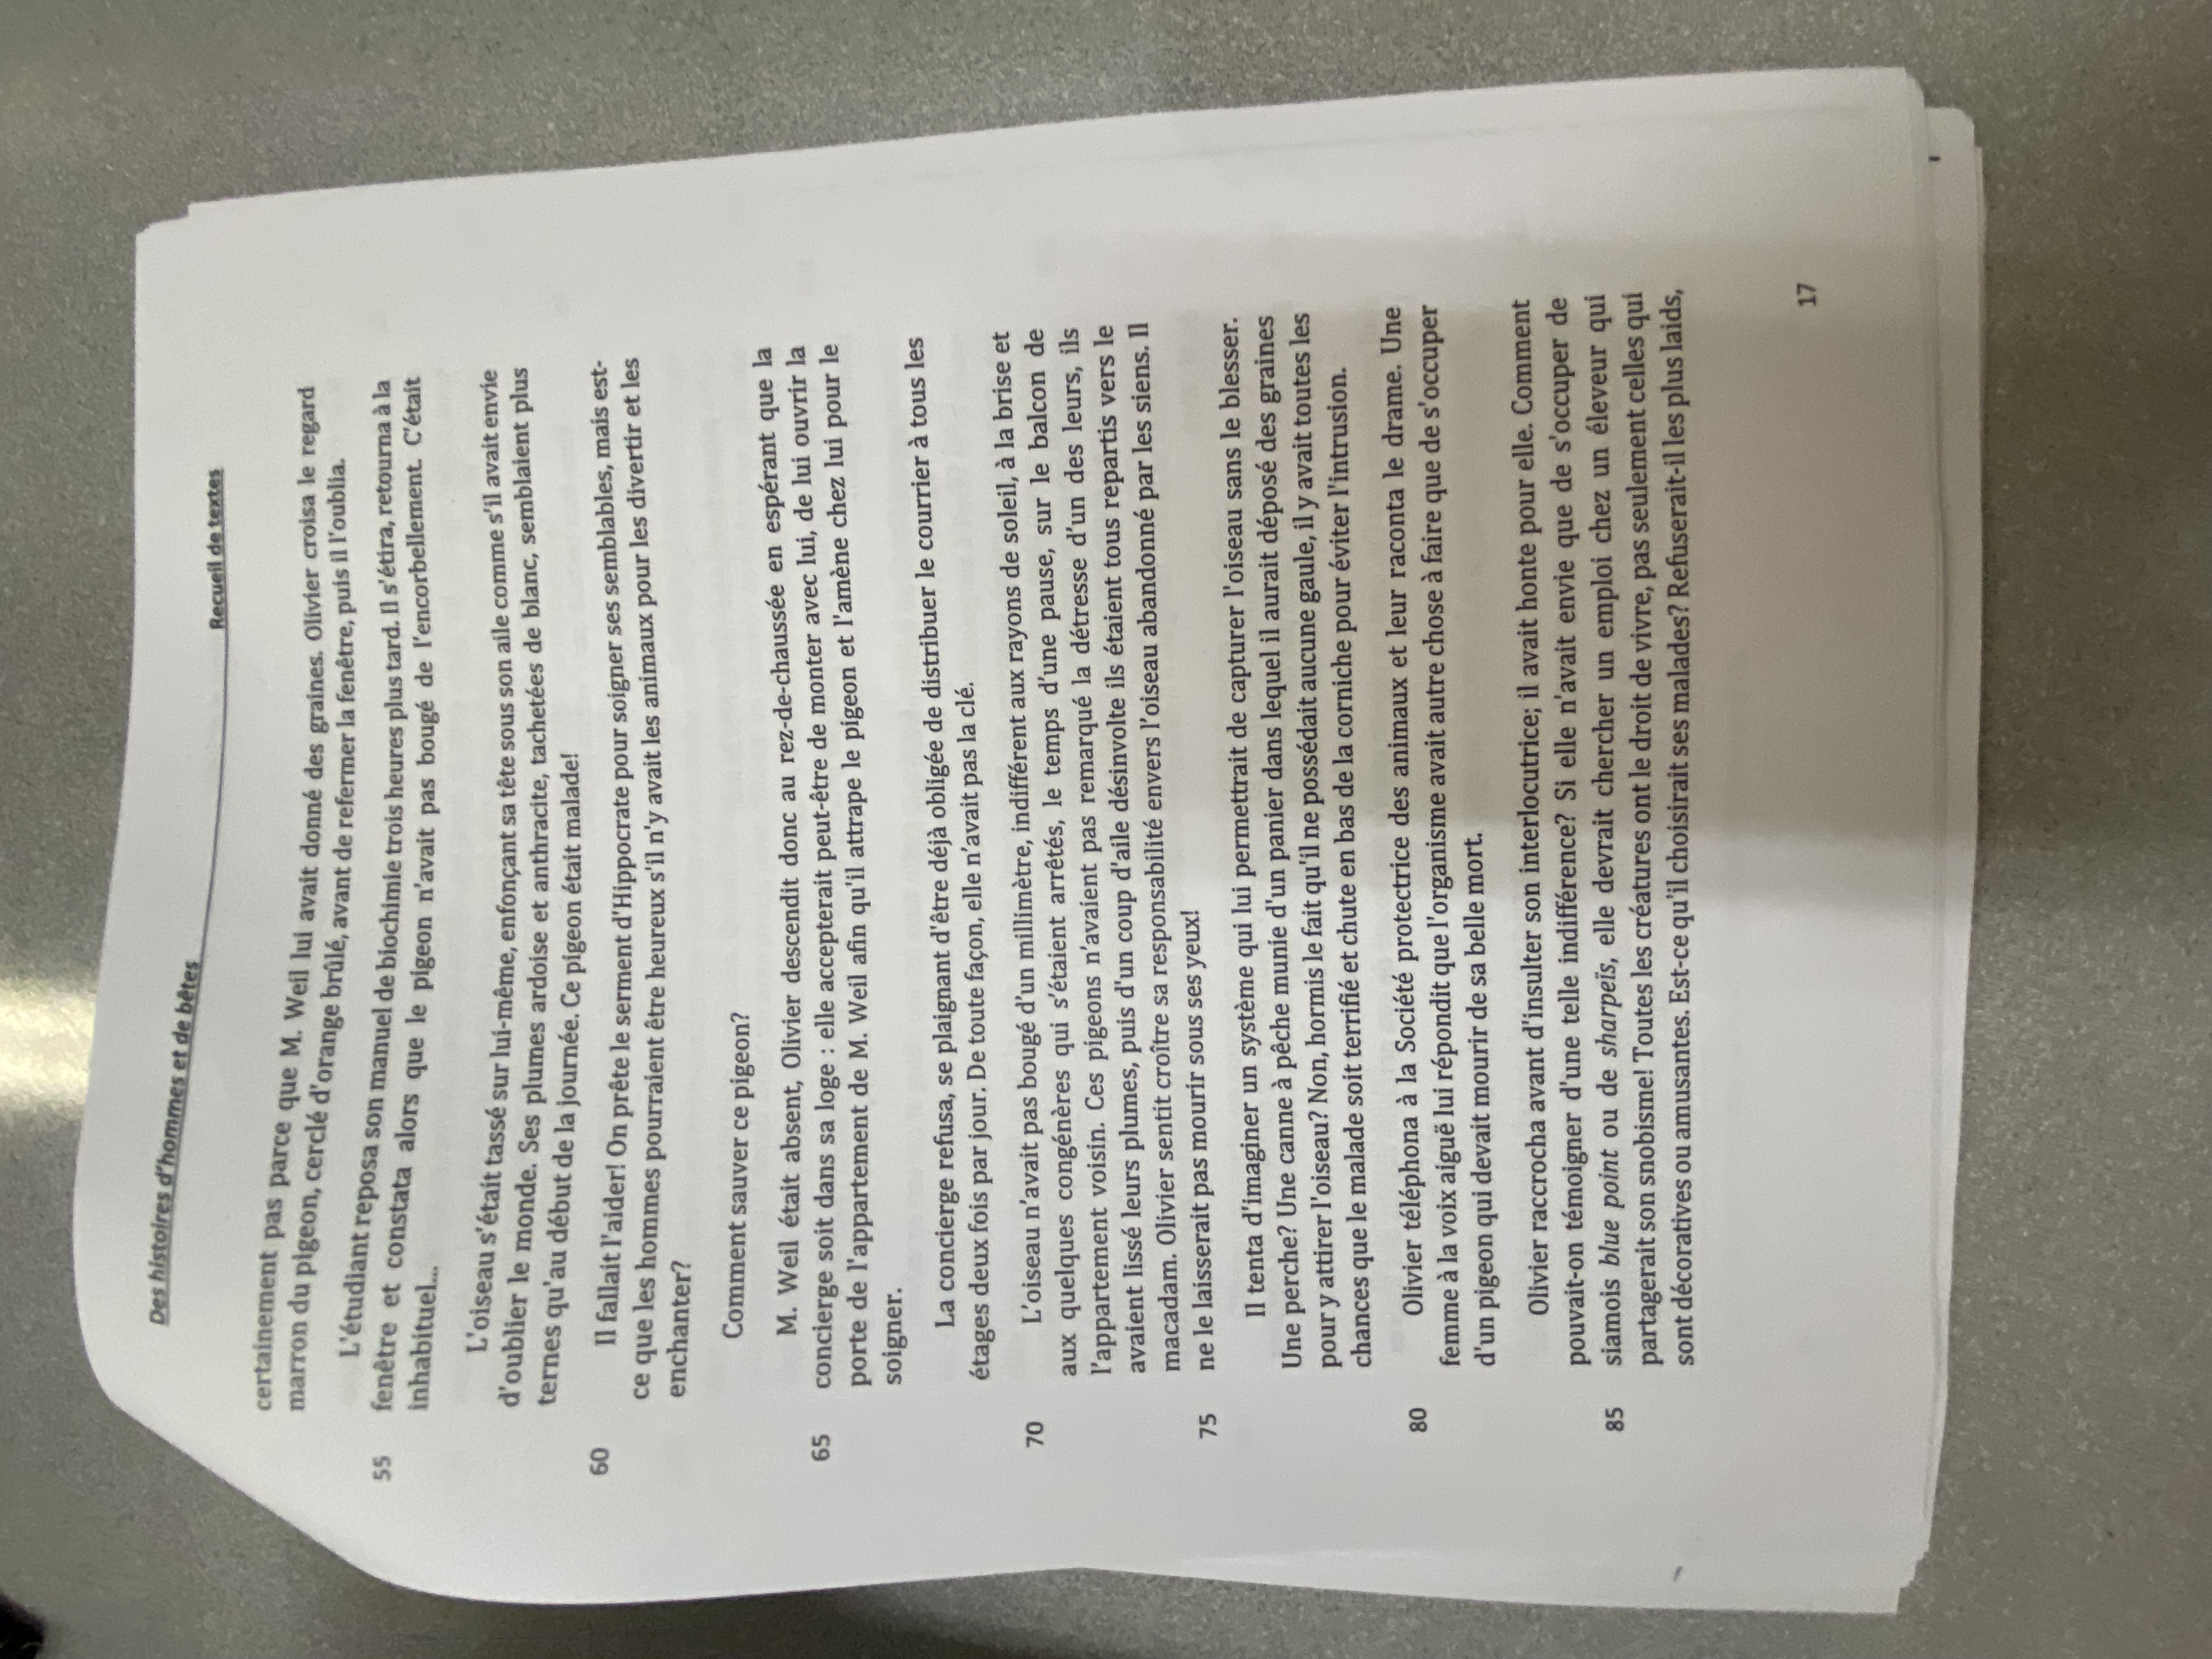 Des histoires d'hommes et de bêtes
Recueil de textes
certainement pas parce que M. Weil lui avait donné des graines. Olivier croisa le regard
marron du pigeon, cerclé d'orange brûlé, avant de refermer la fenêtre, puis il l'oublia.
L'étudiant reposa son manuel de biochimie trois heures plus tard. Il s'étira, retourna à la
55 fenêtre et constata alors que le pigeon n'avait pas bougé de l'encorbellement. C'était
inhabituel...
L'oiseau s'était tassé sur lui-même, enfonçant sa tête sous son aile comme s'il avait envie
d'oublier le monde. Ses plumes ardoise et anthracite, tachetées de blanc, semblaient plus
ternes qu'au début de la journée. Ce pigeon était malade!
60 Il fallait l'aider! On prête le serment d'Hippocrate pour soigner ses semblables, mais est-
ce que les hommes pourraient être heureux s'il n'y avait les animaux pour les divertir et les
enchanter?
Comment sauver ce pigeon?
M. Weil était absent, Olivier descendit donc au rez-de-chaussée en espérant que la
65 concierge soit dans sa loge : elle accepterait peut-être de monter avec lui, de lui ouvrir la
porte de l'appartement de M. Weil afin qu'il attrape le pigeon et l'amène chez lui pour le
soigner.
La concierge refusa, se plaignant d'être déjà obligée de distribuer le courrier à tous les
étages deux fois par jour. De toute façon, elle n'avait pas la clé.
70 L'oiseau n'avait pas bougé d'un millimètre, indifférent aux rayons de soleil, à la brise et
aux quelques congénères qui s'étaient arrêtés, le temps d'une pause, sur le balcon de
l'appartement voisin. Ces pigeons n'avaient pas remarqué la détresse d'un des leurs, ils
avaient lissé leurs plumes, puis d'un coup d'aile désinvolte ils étaient tous repartis vers le
macadam. Olivier sentit croître sa responsabilité envers l'oiseau abandonné par les siens. Il
75 ne le laisserait pas mourir sous ses yeux!
Il tenta d'imaginer un système qui lui permettrait de capturer l'oiseau sans le blesser.
Une perche? Une canne à pêche munie d'un panier dans lequel il aurait déposé des graines
pour y attirer l'oiseau? Non, hormis le fait qu'il ne possédait aucune gaule, il y avait toutes les
chances que le malade soit terrifié et chute en bas de la corniche pour éviter l'intrusion.
80 Olivier téléphona à la Société protectrice des animaux et leur raconta le drame. Une
femme à la voix aiguë lui répondit que l'organisme avait autre chose à faire que de s'occuper
d'un pigeon qui devait mourir de sa belle mort.
Olivier raccrocha avant d'insulter son interlocutrice; il avait honte pour elle. Comment
pouvait-on témoigner d'une telle indifférence? Si elle n'avait envie que de s'occuper de
85 siamois blue point ou de sharpeïs, elle devrait chercher un emploi chez un éleveur qui
partagerait son snobisme! Toutes les créatures ont le droit de vivre, pas seulement celles qui
sont décoratives ou amusantes. Est-ce qu'il choisirait ses malades? Refuserait-il les plus laids,
17